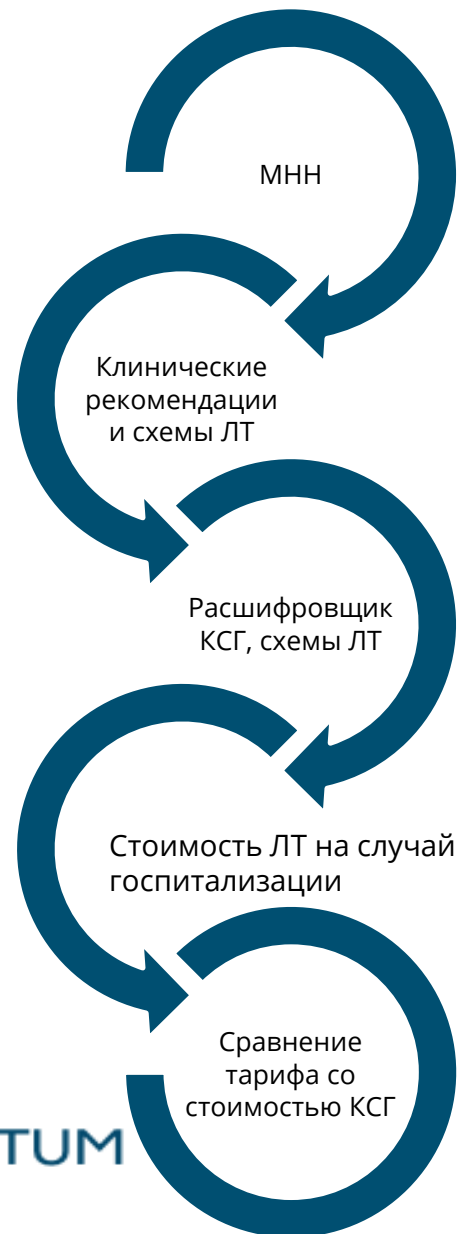 МНН
Клинические
рекомендации
и схемы ЛТ
Расшифровщик
КСГ, схемы ЛТ
Стоимость ЛТ на случай
госпитализации
Сравнение
тарифа со
стоимостью КСГ
TUM